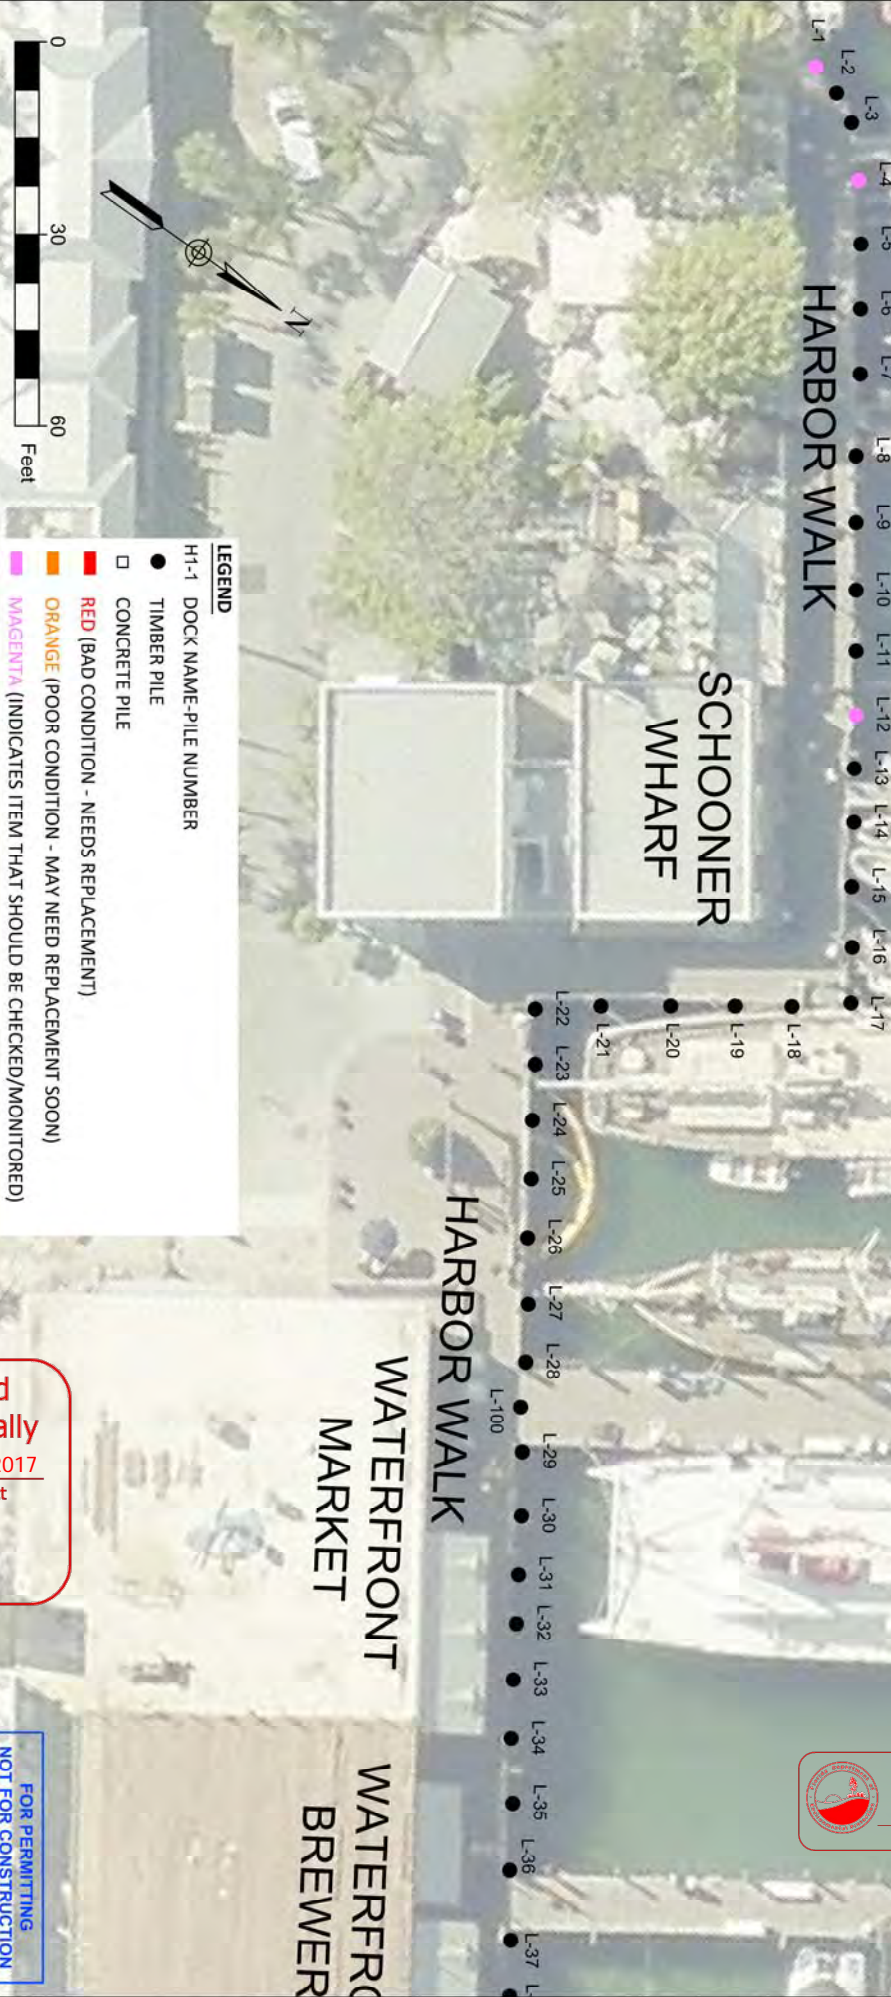 L-1
L-2
L-3
L-4
L-5
L-6
L-7
L-8
L-9
L-10
L-11
L-12
L-13
L-14
L-15
L-16
L-17
HARBOR WALK
SCHOONER
WHARF
L-18
L-19
L-20
L-21
L-22
L-23
L-24
L-25
L-26
L-27
L-28
L-100
L-29
L-30
L-31
L-32
L-33
L-34
L-35
L-36
L-37
L-
HARBOR WALK
WATERFRONT
MARKET
WATERFRO
BREWER
N
0 30 60
Feet
LEGEND
H1-1 DOCK NAME-PILE NUMBER
TIMBER PILE
CONCRETE PILE
RED (BAD CONDITION - NEEDS REPLACEMENT)
ORANGE (POOR CONDITION - MAY NEED REPLACEMENT SOON)
MAGENTA (INDICATES ITEM THAT SHOULD BE CHECKED/MONITORED)
d
ally
2017
t
FOR PERMITTING
NOT FOR CONSTRUCTION